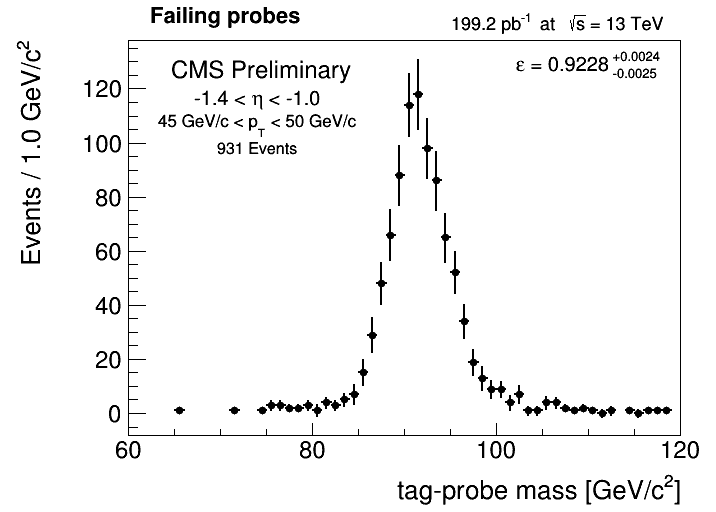 Failing probes
199.2 pb⁻¹ at √s = 13 TeV
CMS Preliminary
-1.4 < η < -1.0
45 GeV/c < p_T < 50 GeV/c
931 Events
ε = 0.9228 +0.0024 -0.0025
Events / 1.0 GeV/c²
120
100
80
60
40
20
0
60 80 100 120
tag-probe mass [GeV/c²]